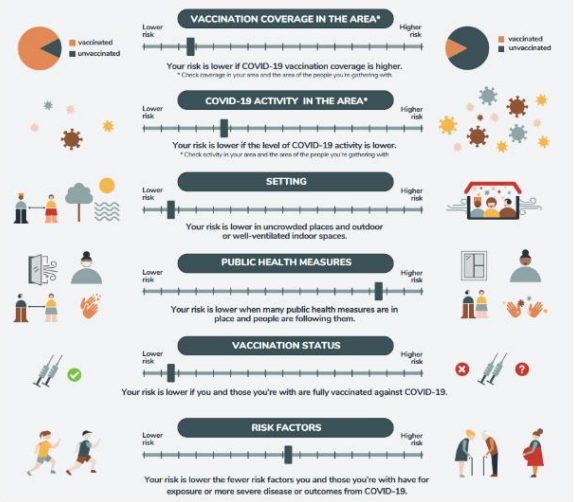 VACCINATION COVERAGE IN THE AREA*
Lower
risk
Higher
risk
vaccinated
unvaccinated
vaccinated
unvaccinated
Your risk is lower if COVID-19 vaccination coverage is higher.
* Check coverage in your area and the area of the people you're gathering with
COVID-19 ACTIVITY IN THE AREA*
Lower
risk
Higher
risk
Your risk is lower if the level of COVID-19 activity is lower.
* Check activity in your area and the area of the people you're gathering with
SETTING
Lower
risk
Higher
risk
Your risk is lower in uncrowded places and outdoor
or well-ventilated indoor spaces.
PUBLIC HEALTH MEASURES
Lower
risk
Higher
risk
Your risk is lower when many public health measures are in
place and people are following them.
VACCINATION STATUS
Lower
risk
Higher
risk
?
Your risk is lower if you and those you're with are fully vaccinated against COVID-19.
RISK FACTORS
Lower
risk
Higher
risk
Your risk is lower the fewer risk factors you and those you're with have for
exposure or more severe disease or outcomes from COVID-19.